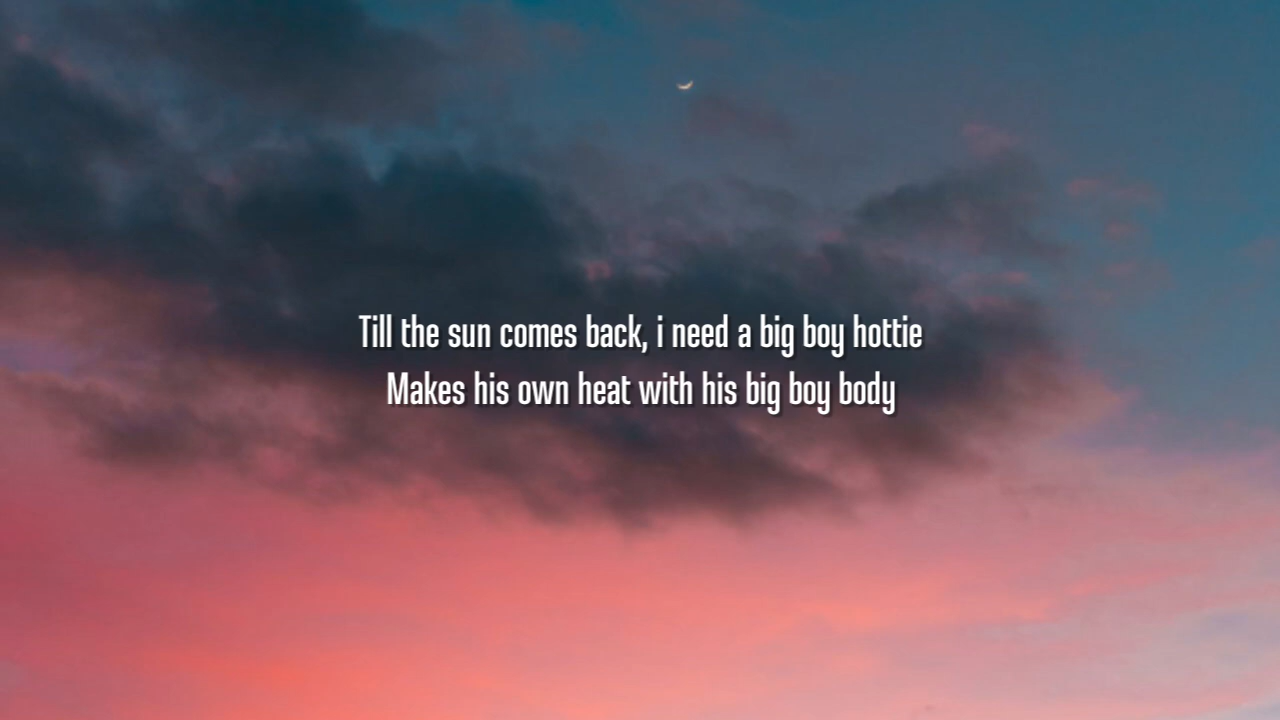 Till the sun comes back, i need a big boy hottie
Makes his own heat with his big boy body